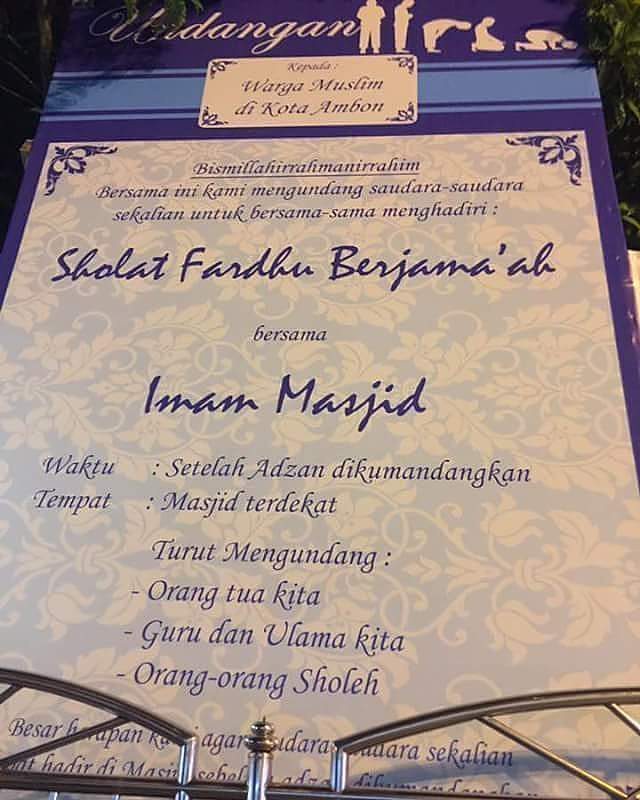 Undangan
Kepada :
Warga Muslim
di Kota Ambon
Bismillahirrahmanirrahim
Bersama ini kami mengundang saudara-saudara
sekalian untuk bersama-sama menghadiri :
Sholat Fardhu Berjama'ah
bersama
Imam Masjid
Waktu : Setelah Adzan dikumandangkan
Tempat : Masjid terdekat
Turut Mengundang :
- Orang tua kita
- Guru dan Ulama kita
- Orang-orang Sholeh
Besar agar sekalian
hadir di